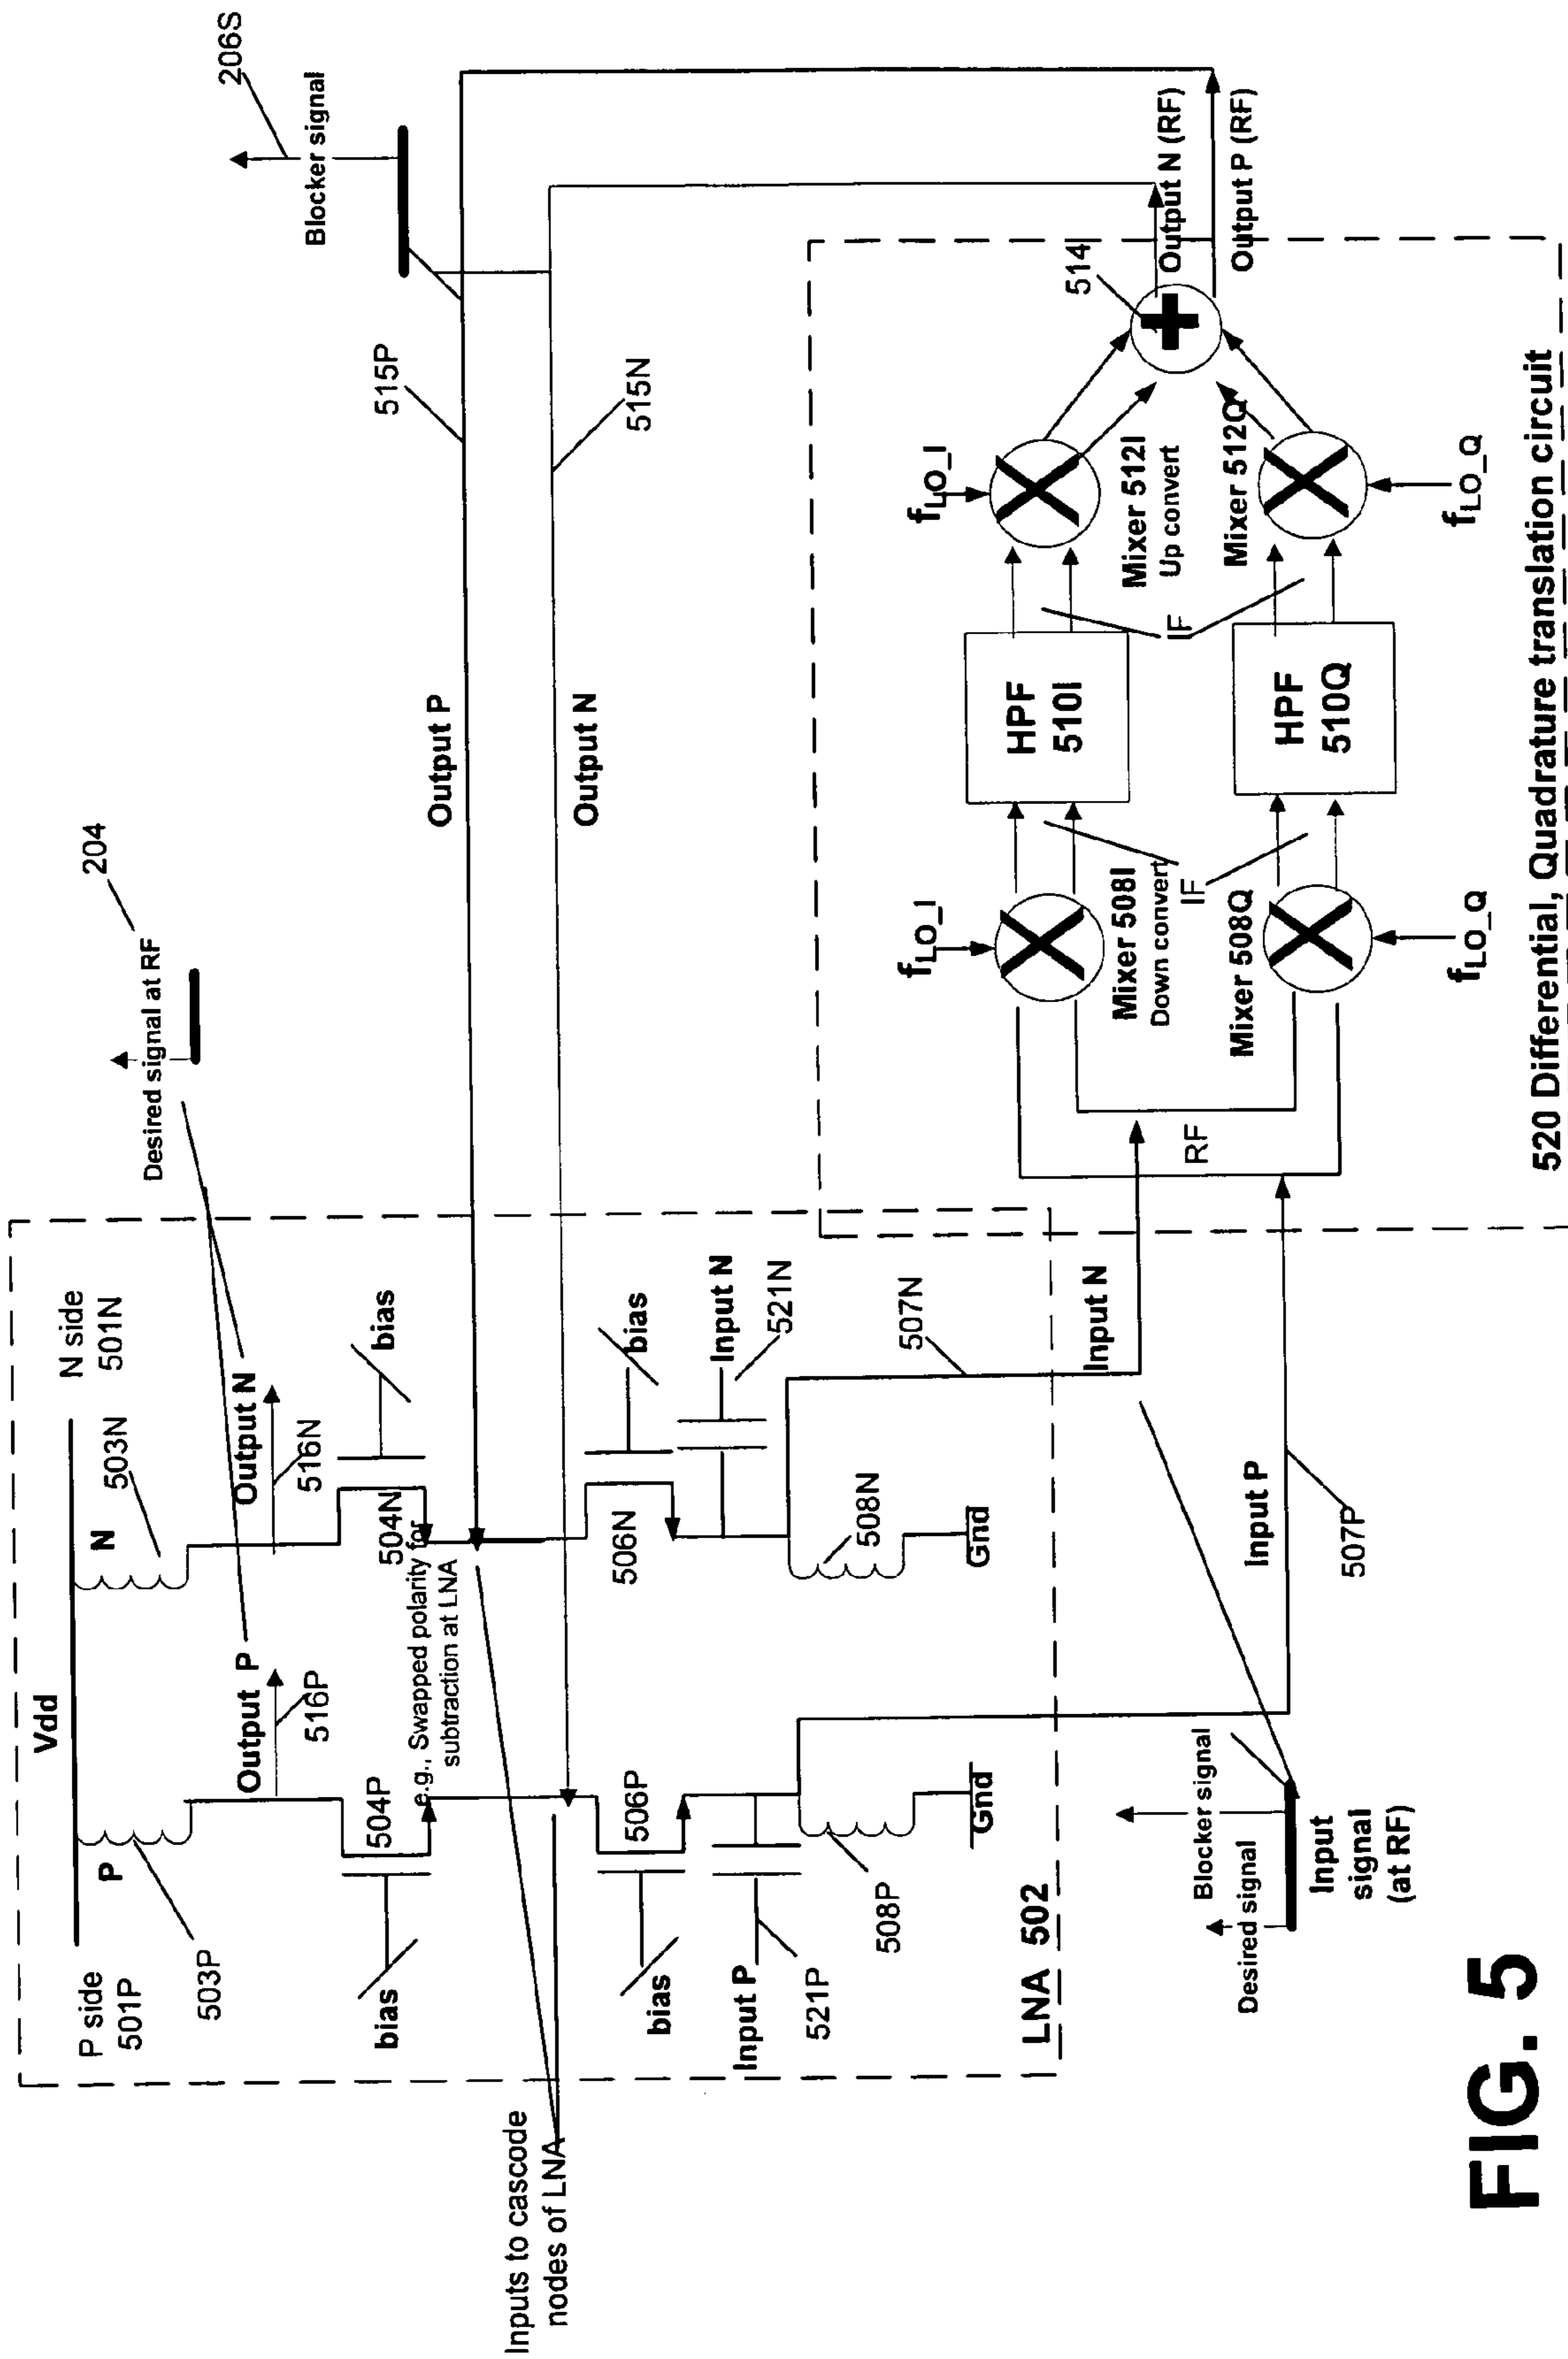 P side
501P
503P
P
Vdd
N
503N
N side
501N
Output P
516P
Output N
516N
204
Desired signal at RF
206S
Blocker signal
bias
504P
e.g., Swapped polarity for
subtraction at LNA
504N
bias
Output P
515P
Inputs to cascode
nodes of LNA
Output N
515N
bias
506P
506N
bias
Input P
521P
Input N
521N
508P
508N
507N
Gnd
Gnd
LNA 502
Input N
Input P
507P
Blocker signal
Desired signal
Input
signal
(at RF)
RF
fLO_I
Mixer 508I
Down convert
IF
Mixer 508Q
fLO_Q
HPF
510I
HPF
510Q
IF
fLO_I
Mixer 512I
Up convert
Mixer 512Q
fLO_Q
514
Output N (RF)
Output P (RF)
520 Differential, Quadrature translation circuit
FIG. 5